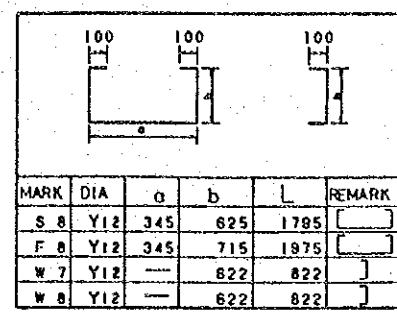 100 100 100
b b
a
MARK DIA a b L REMARK
S 8 Y12 345 625 1795
F 8 Y12 345 715 1975
W 7 Y12 — 622 822
W 8 Y12 — 622 822